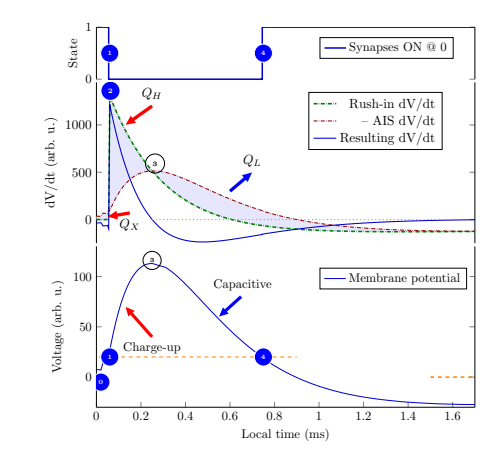 1
0
State
1
4
Synapses ON @ 0
2
Q_H
1000
500
0
dV/dt (arb. u.)
Rush-in dV/dt
– AIS dV/dt
Resulting dV/dt
3
Q_L
Q_X
3
100
50
0
Voltage (arb. u.)
Membrane potential
Capacitive
Charge-up
1
4
0
0 0.2 0.4 0.6 0.8 1 1.2 1.4 1.6
Local time (ms)